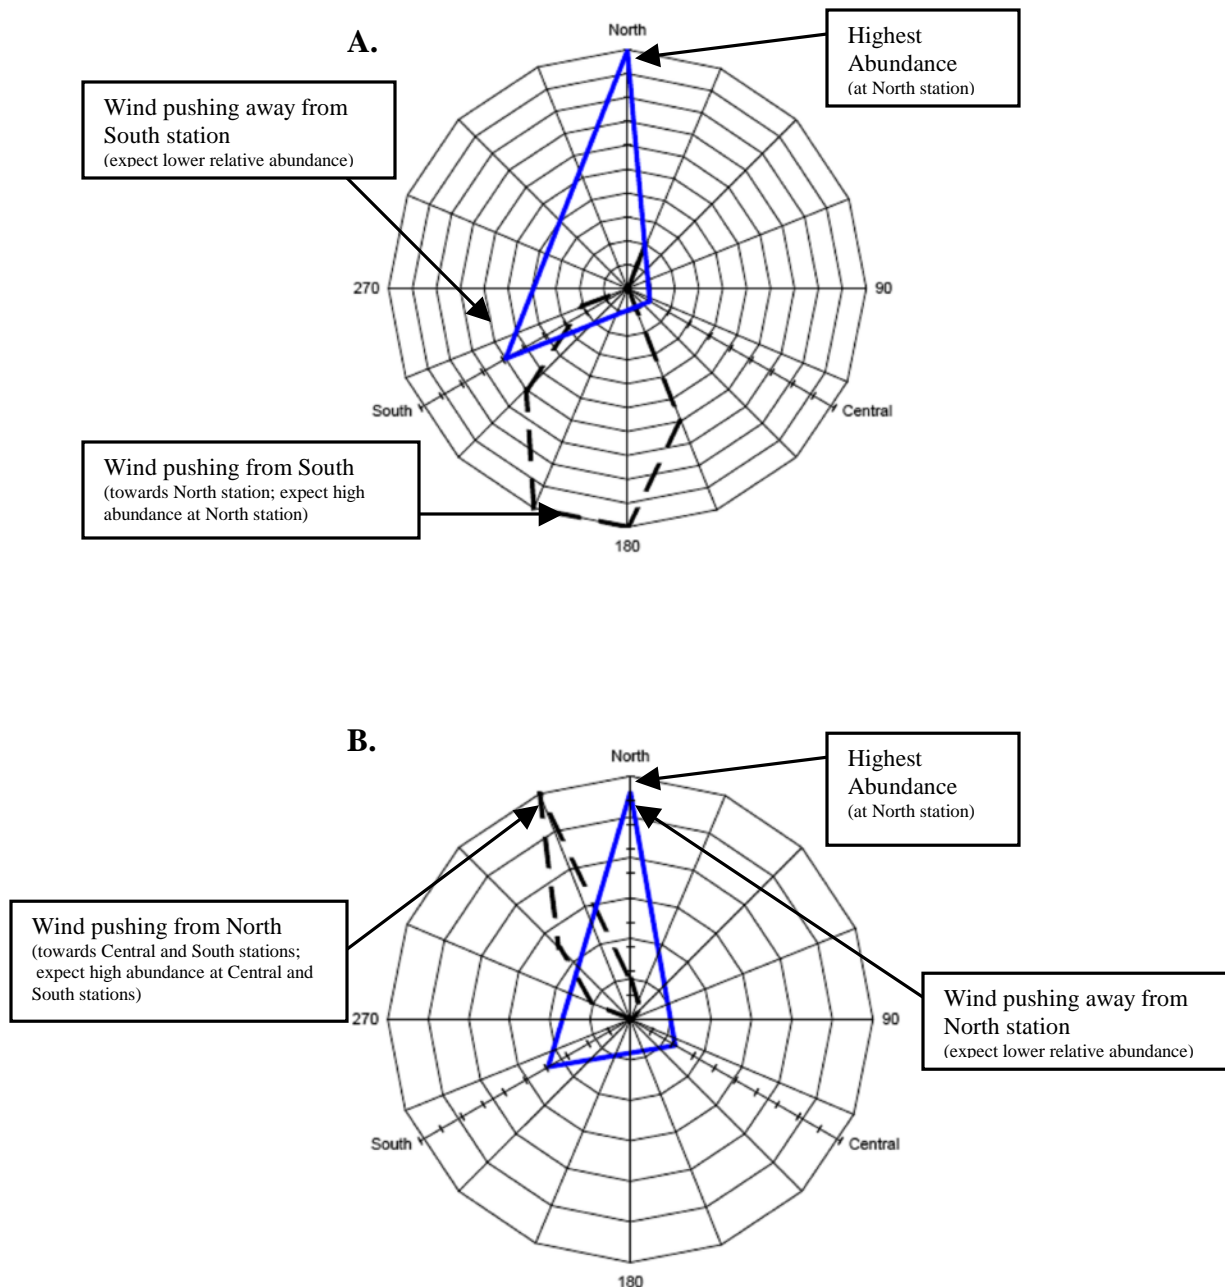 A.
North
Highest
Abundance
(at North station)
Wind pushing away from
South station
(expect lower relative abundance)
270
90
South
Central
Wind pushing from South
(towards North station; expect high
abundance at North station)
180
B.
North
Highest
Abundance
(at North station)
Wind pushing from North
(towards Central and South stations;
expect high abundance at Central and
South stations)
270
90
Wind pushing away from
North station
(expect lower relative abundance)
South
Central
180